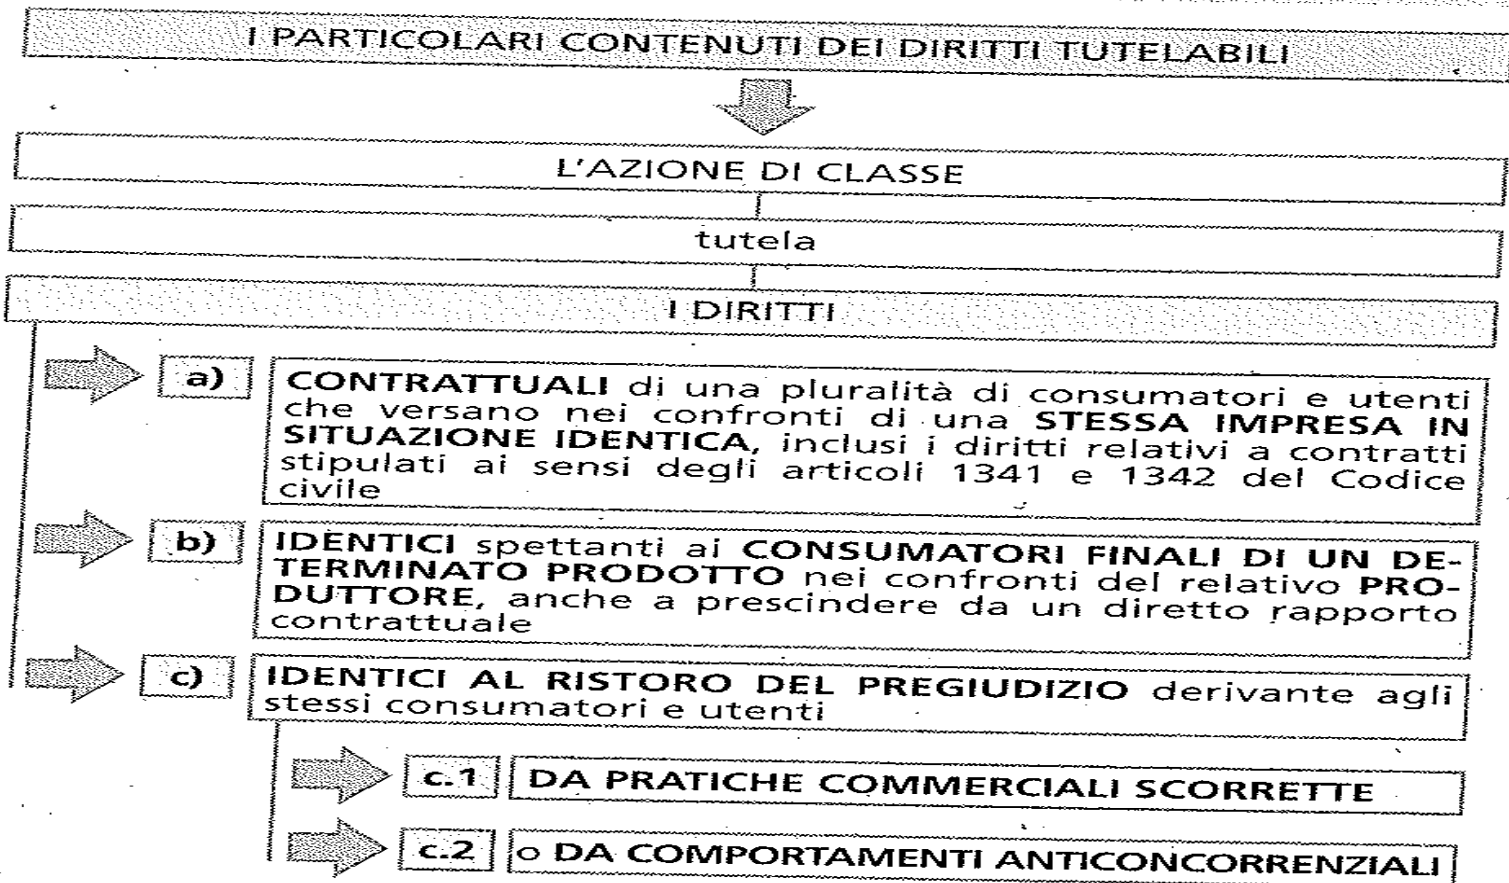 I PARTICOLARI CONTENUTI DEI DIRITTI TUTELABILI
L'AZIONE DI CLASSE
tutela
I DIRITTI
a) CONTRATTUALI di una pluralità di consumatori e utenti
che versano nei confronti di una STESSA IMPRESA IN
SITUAZIONE IDENTICA, inclusi i diritti relativi a contratti
stipulati ai sensi degli articoli 1341 e 1342 del Codice
civile
b) IDENTICI spettanti ai CONSUMATORI FINALI DI UN DE-
TERMINATO PRODOTTO nei confronti del relativo PRO-
DUTTORE, anche a prescindere da un diretto rapporto
contrattuale
c) IDENTICI AL RISTORO DEL PREGIUDIZIO derivante agli
stessi consumatori e utenti
c.1 DA PRATICHE COMMERCIALI SCORRETTE
c.2 o DA COMPORTAMENTI ANTICONCORRENZIALI